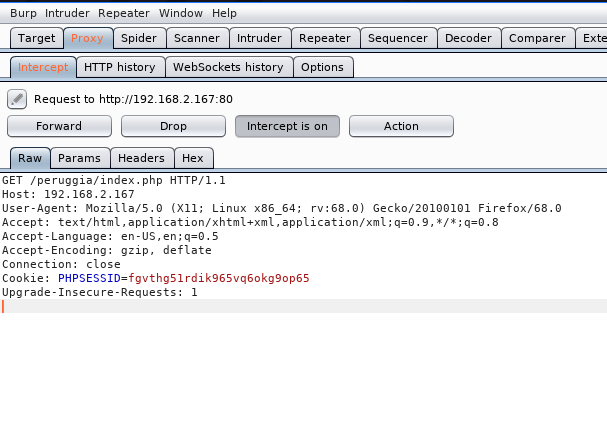 Burp Intruder Repeater Window Help
Target Proxy Spider Scanner Intruder Repeater Sequencer Decoder Comparer Exte
Intercept HTTP history WebSockets history Options
Request to http://192.168.2.167:80
Forward Drop Intercept is on Action
Raw Params Headers Hex
GET /peruggia/index.php HTTP/1.1
Host: 192.168.2.167
User-Agent: Mozilla/5.0 (X11; Linux x86_64; rv:68.0) Gecko/20100101 Firefox/68.0
Accept: text/html,application/xhtml+xml,application/xml;q=0.9,*/*;q=0.8
Accept-Language: en-US,en;q=0.5
Accept-Encoding: gzip, deflate
Connection: close
Cookie: PHPSESSID=fgvthg51rdik965vq6okg9op65
Upgrade-Insecure-Requests: 1